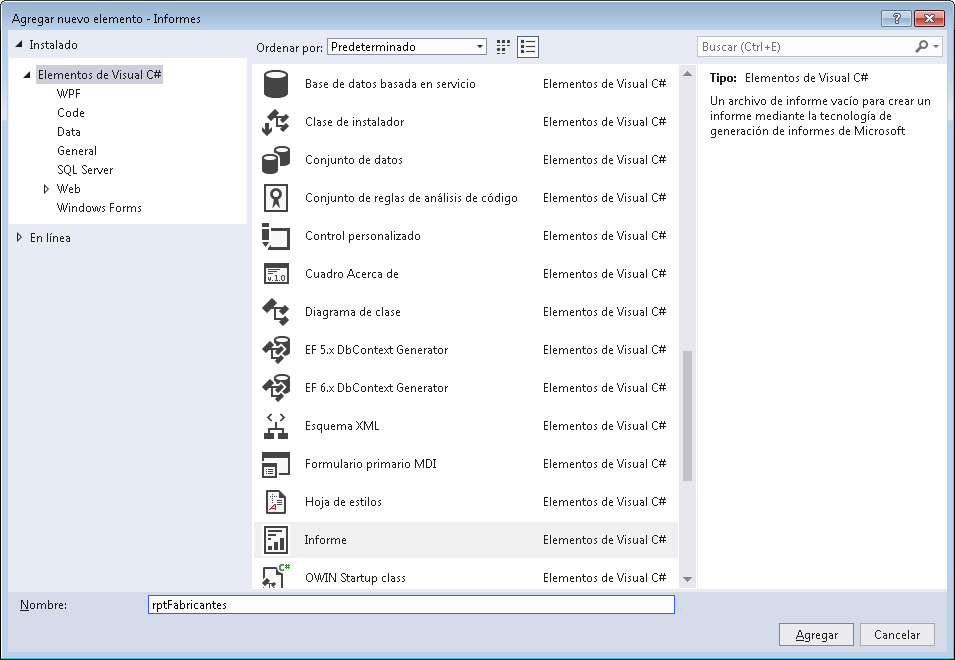 Agregar nuevo elemento - Informes
?
Instalado
Ordenar por: Predeterminado
Buscar (Ctrl+E)
Elementos de Visual C#
WPF
Code
Data
General
SQL Server
Web
Windows Forms
En línea
Base de datos basada en servicio Elementos de Visual C#
Clase de instalador Elementos de Visual C#
Conjunto de datos Elementos de Visual C#
Conjunto de reglas de análisis de código Elementos de Visual C#
Control personalizado Elementos de Visual C#
v.1.0 Cuadro Acerca de Elementos de Visual C#
Diagrama de clase Elementos de Visual C#
EF 5.x DbContext Generator Elementos de Visual C#
EF 6.x DbContext Generator Elementos de Visual C#
Esquema XML Elementos de Visual C#
Formulario primario MDI Elementos de Visual C#
A Hoja de estilos Elementos de Visual C#
Informe Elementos de Visual C#
C# OWIN Startup class Elementos de Visual C#
Tipo: Elementos de Visual C#
Un archivo de informe vacío para crear un
informe mediante la tecnología de
generación de informes de Microsoft
Nombre: rptFabricantes
Agregar Cancelar